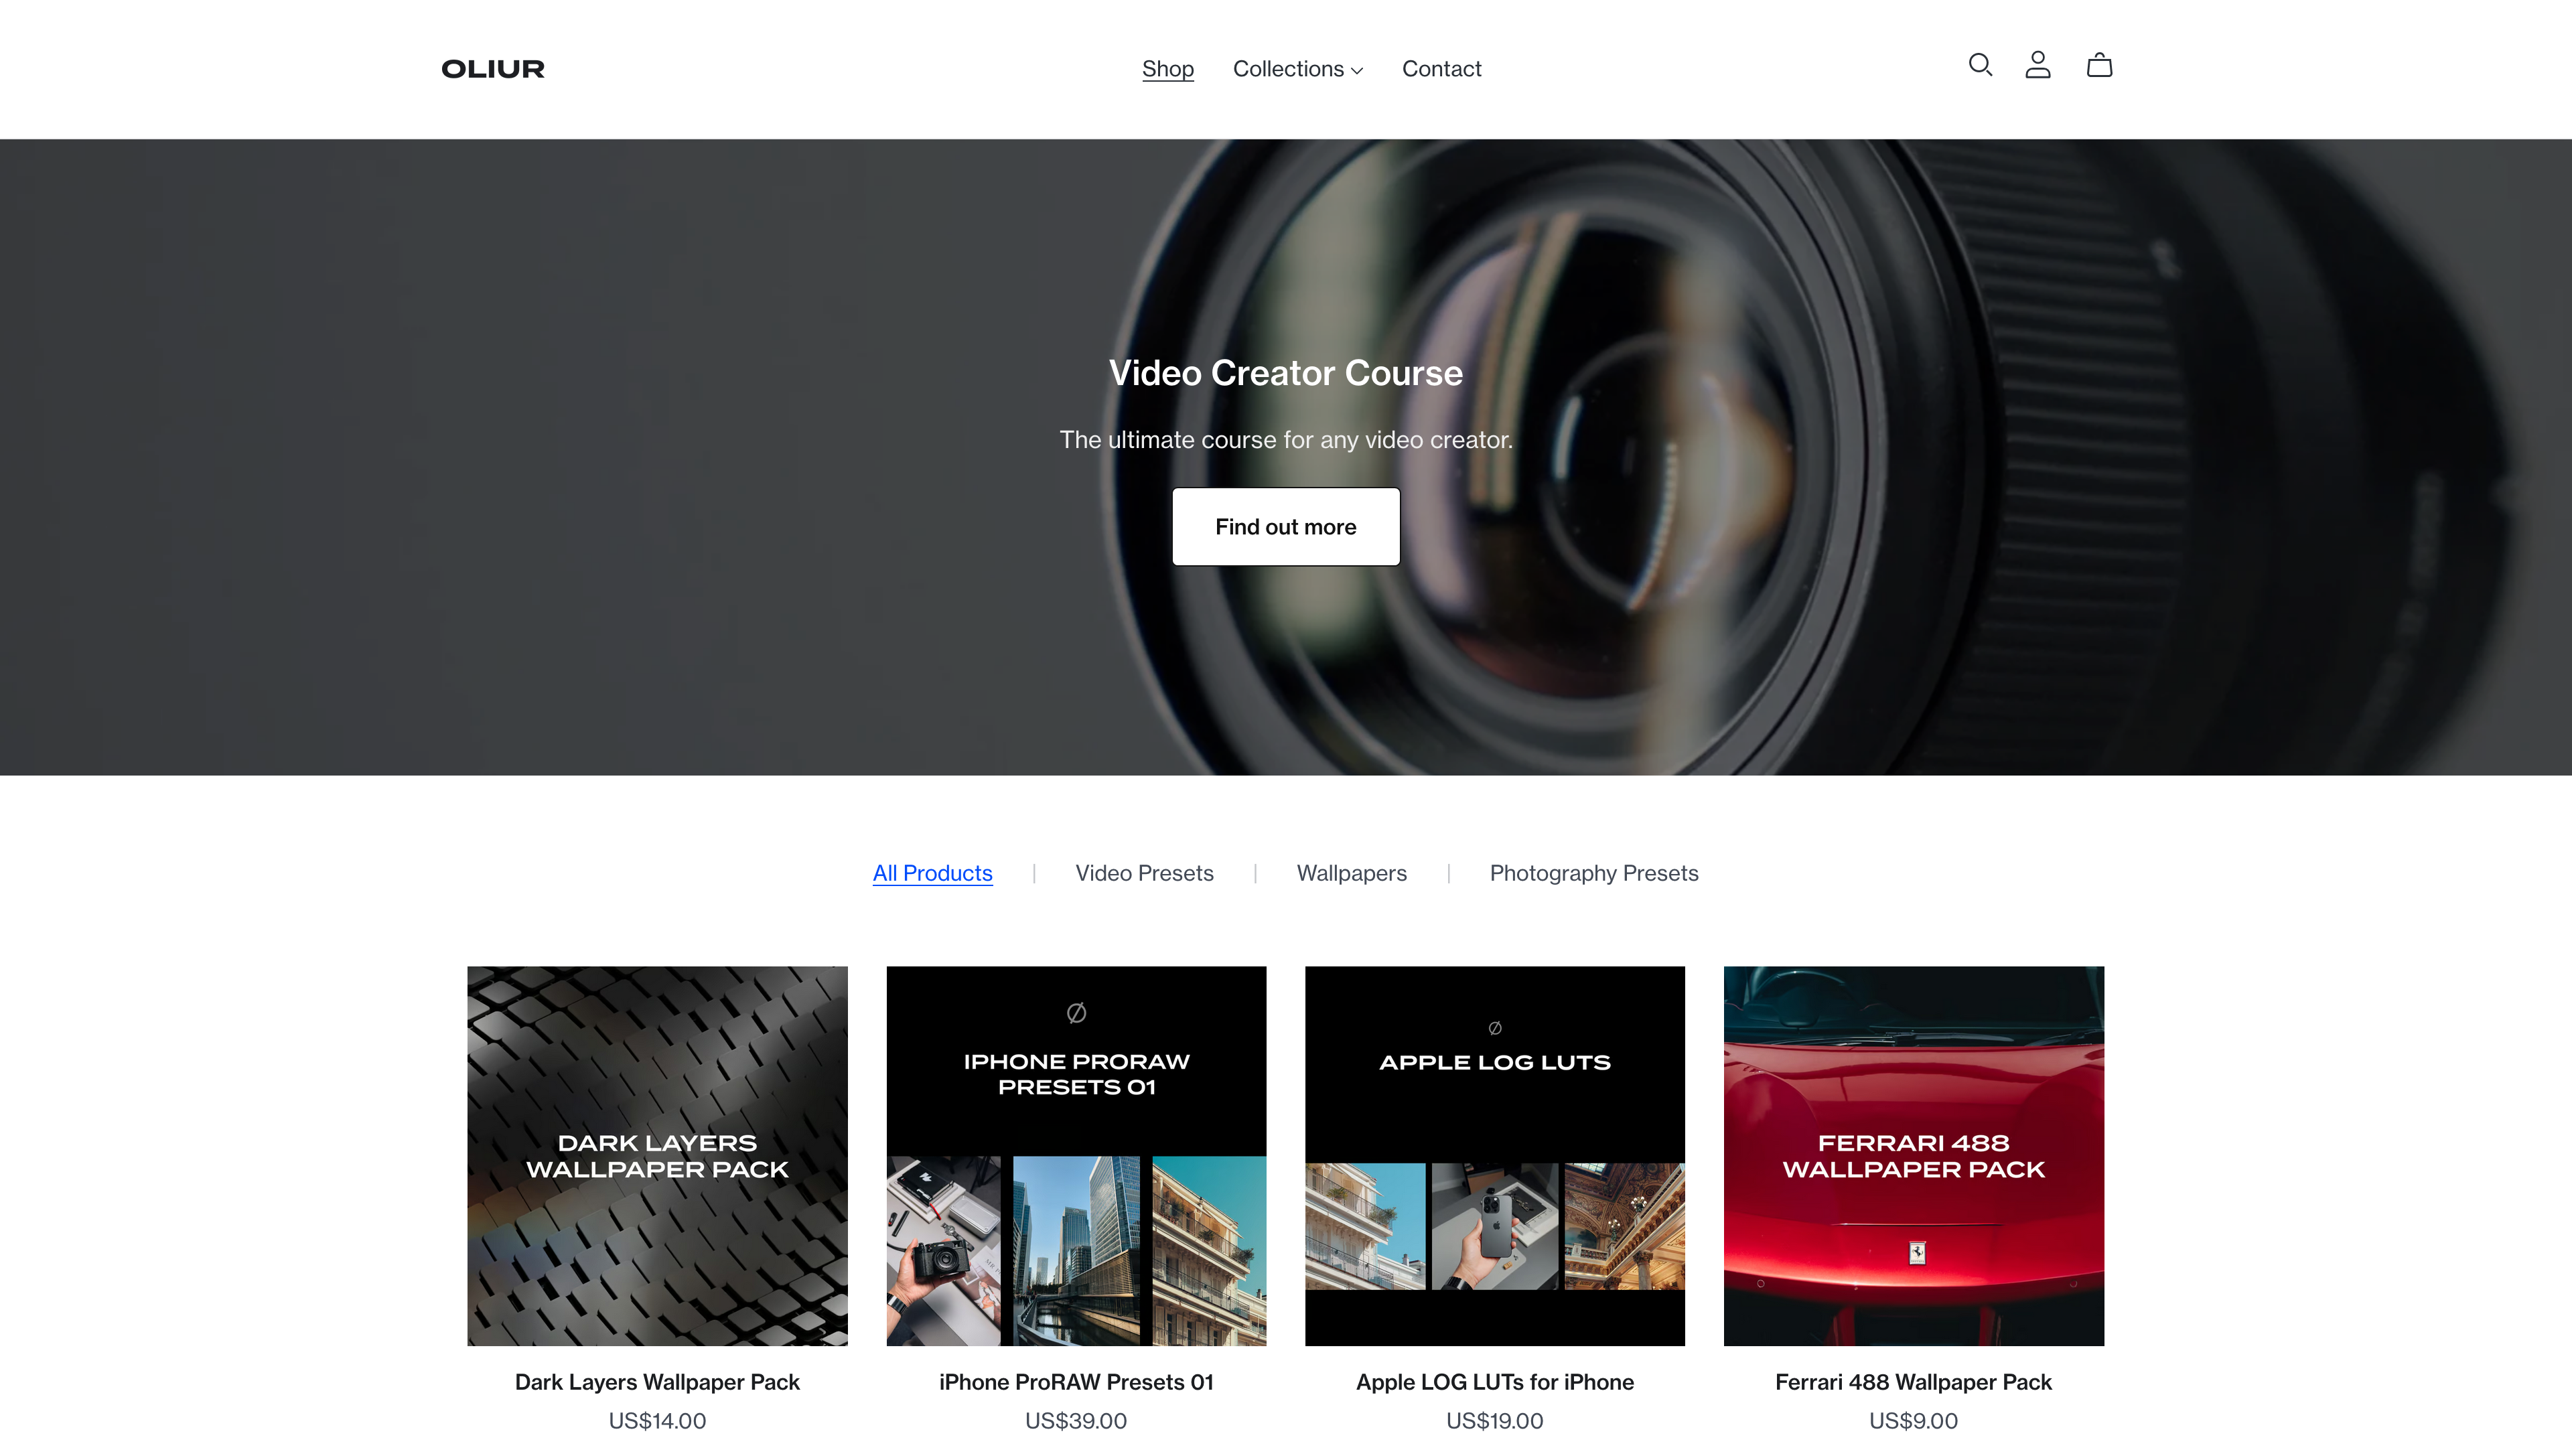 OLIUR
Shop
Collections
Contact
Video Creator Course
The ultimate course for any video creator.
Find out more
All Products | Video Presets | Wallpapers | Photography Presets
DARK LAYERS
WALLPAPER PACK
IPHONE PRORAW
PRESETS 01
APPLE LOG LUTS
FERRARI 488
WALLPAPER PACK
Dark Layers Wallpaper Pack
US$14.00
iPhone ProRAW Presets 01
US$39.00
Apple LOG LUTs for iPhone
US$19.00
Ferrari 488 Wallpaper Pack
US$9.00